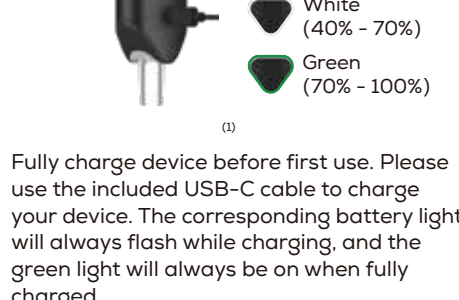 White
(40% - 70%)
Green
(70% - 100%)
(1)
Fully charge device before first use. Please
use the included USB-C cable to charge
your device. The corresponding battery light
will always flash while charging, and the
green light will always be on when fully
charged